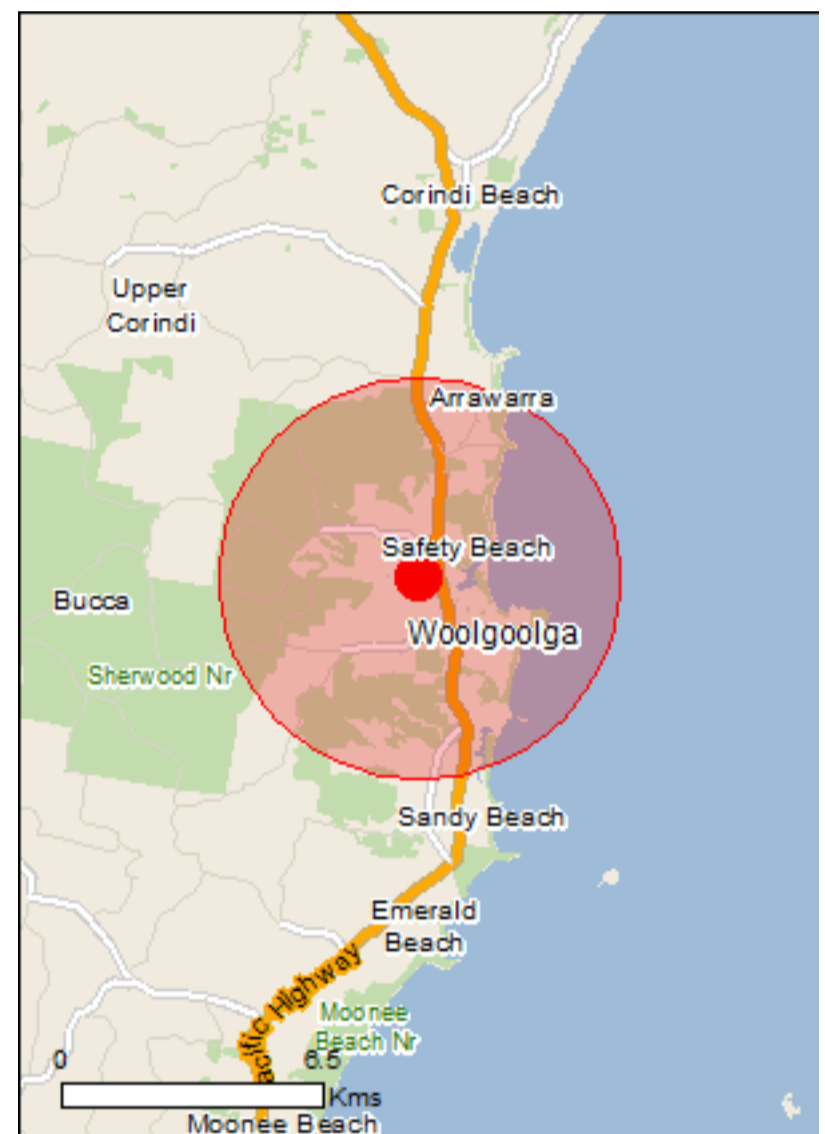 Corindi Beach
Upper
Corindi
Arrawarra
Safety Beach
Bucca
Woolgoolga
Sherwood Nr
Sandy Beach
Emerald
Beach
acific Highway
Moonee
Beach Nr
0 6.5
Kms
Moonee Beach